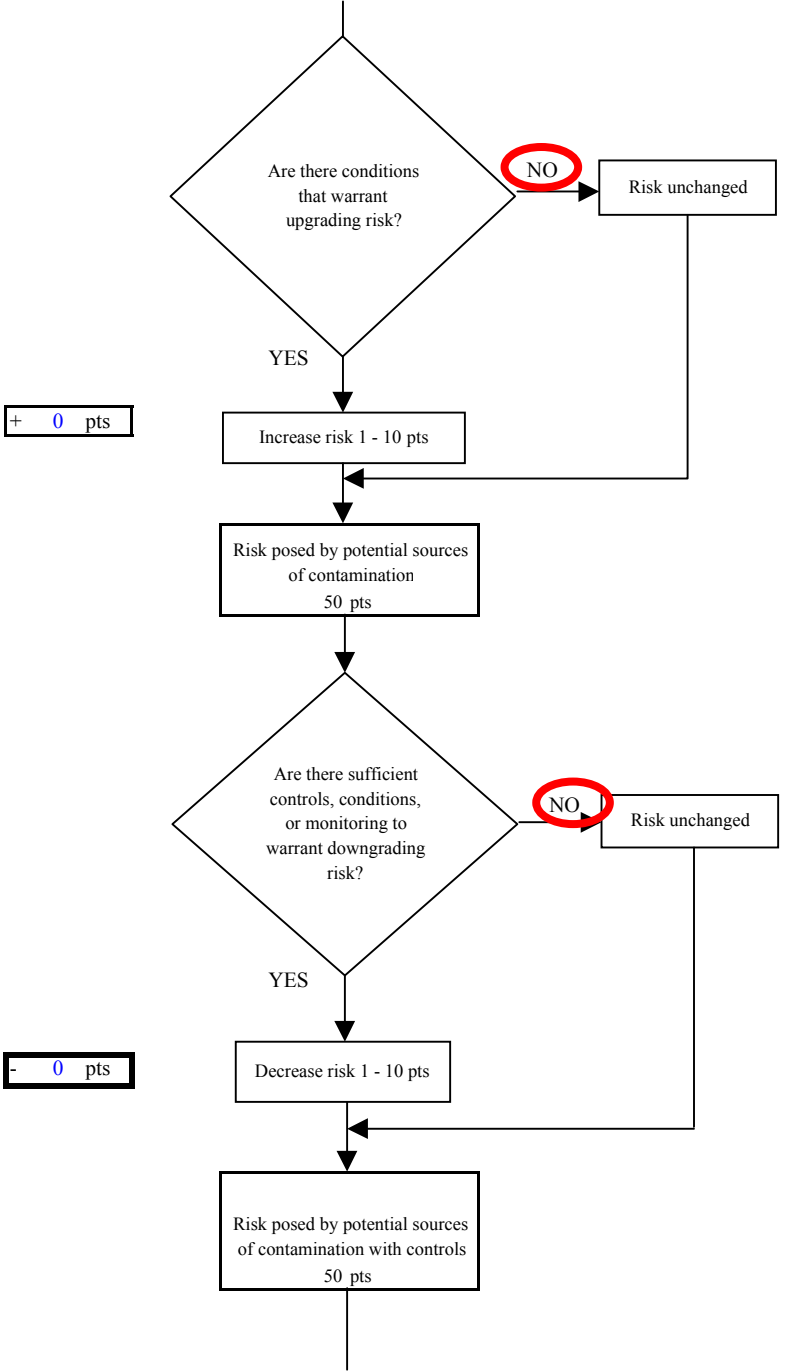 Are there conditions
that warrant
upgrading risk?
NO
Risk unchanged
YES
+ 0 pts
Increase risk 1 - 10 pts
Risk posed by potential sources
of contamination
50 pts
Are there sufficient
controls, conditions,
or monitoring to
warrant downgrading
risk?
NO
Risk unchanged
YES
- 0 pts
Decrease risk 1 - 10 pts
Risk posed by potential sources
of contamination with controls
50 pts